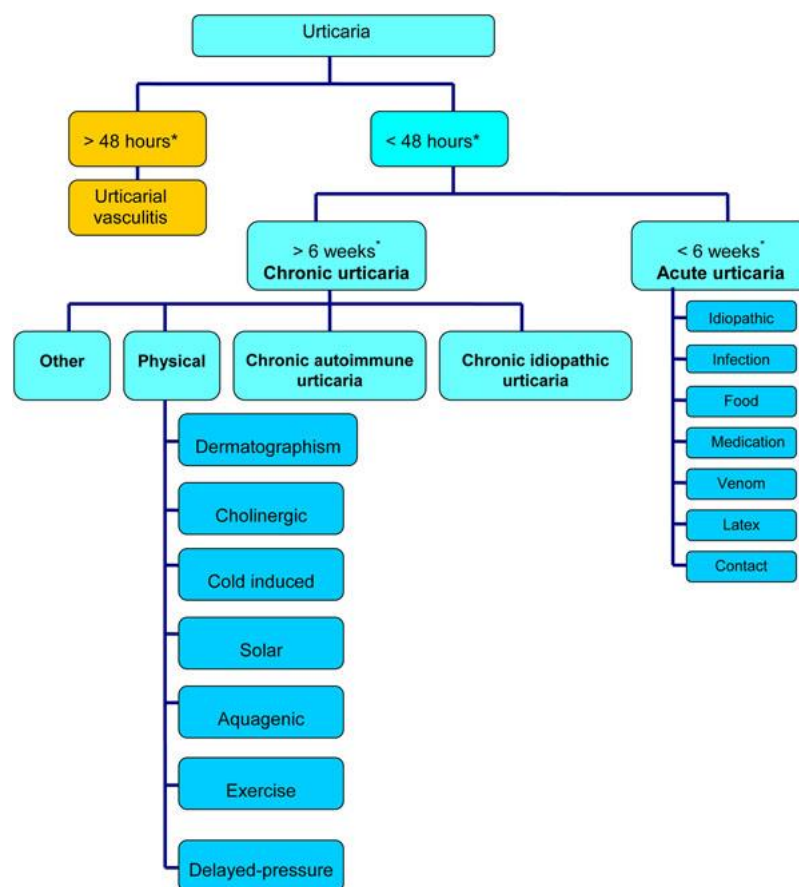 Urticaria
> 48 hours*
< 48 hours*
Urticarial
vasculitis
> 6 weeks*
Chronic urticaria
< 6 weeks*
Acute urticaria
Other
Physical
Chronic autoimmune
urticaria
Chronic idiopathic
urticaria
Dermatographism
Cholinergic
Cold induced
Solar
Aquagenic
Exercise
Delayed-pressure
Idiopathic
Infection
Food
Medication
Venom
Latex
Contact